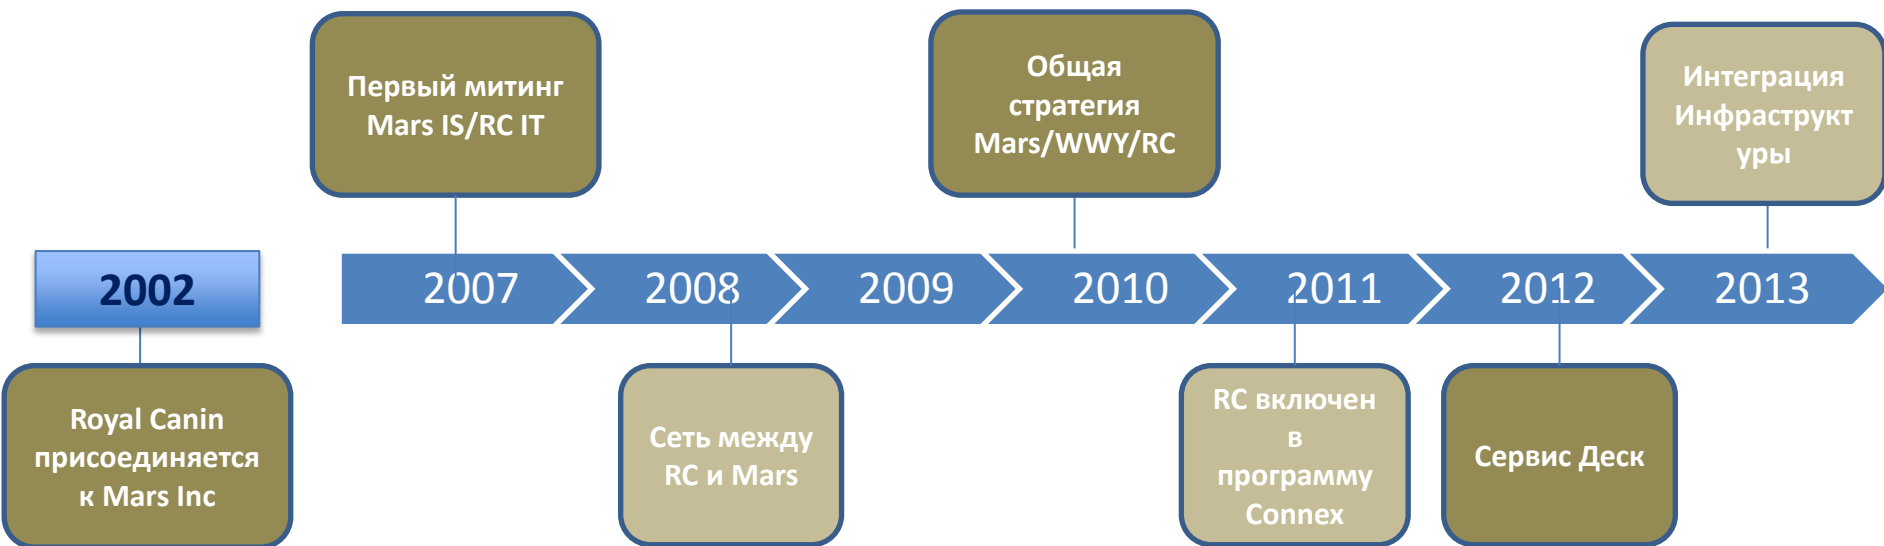 Первый митинг
Mars IS/RC IT
Общая
стратегия
Mars/WWY/RC
Интеграция
Инфраструкт
уры
2002
2007
2008
2009
2010
2011
2012
2013
Royal Canin
присоединяется
к Mars Inc
Сеть между
RC и Mars
RC включен
в
программу
Connex
Сервис Деск